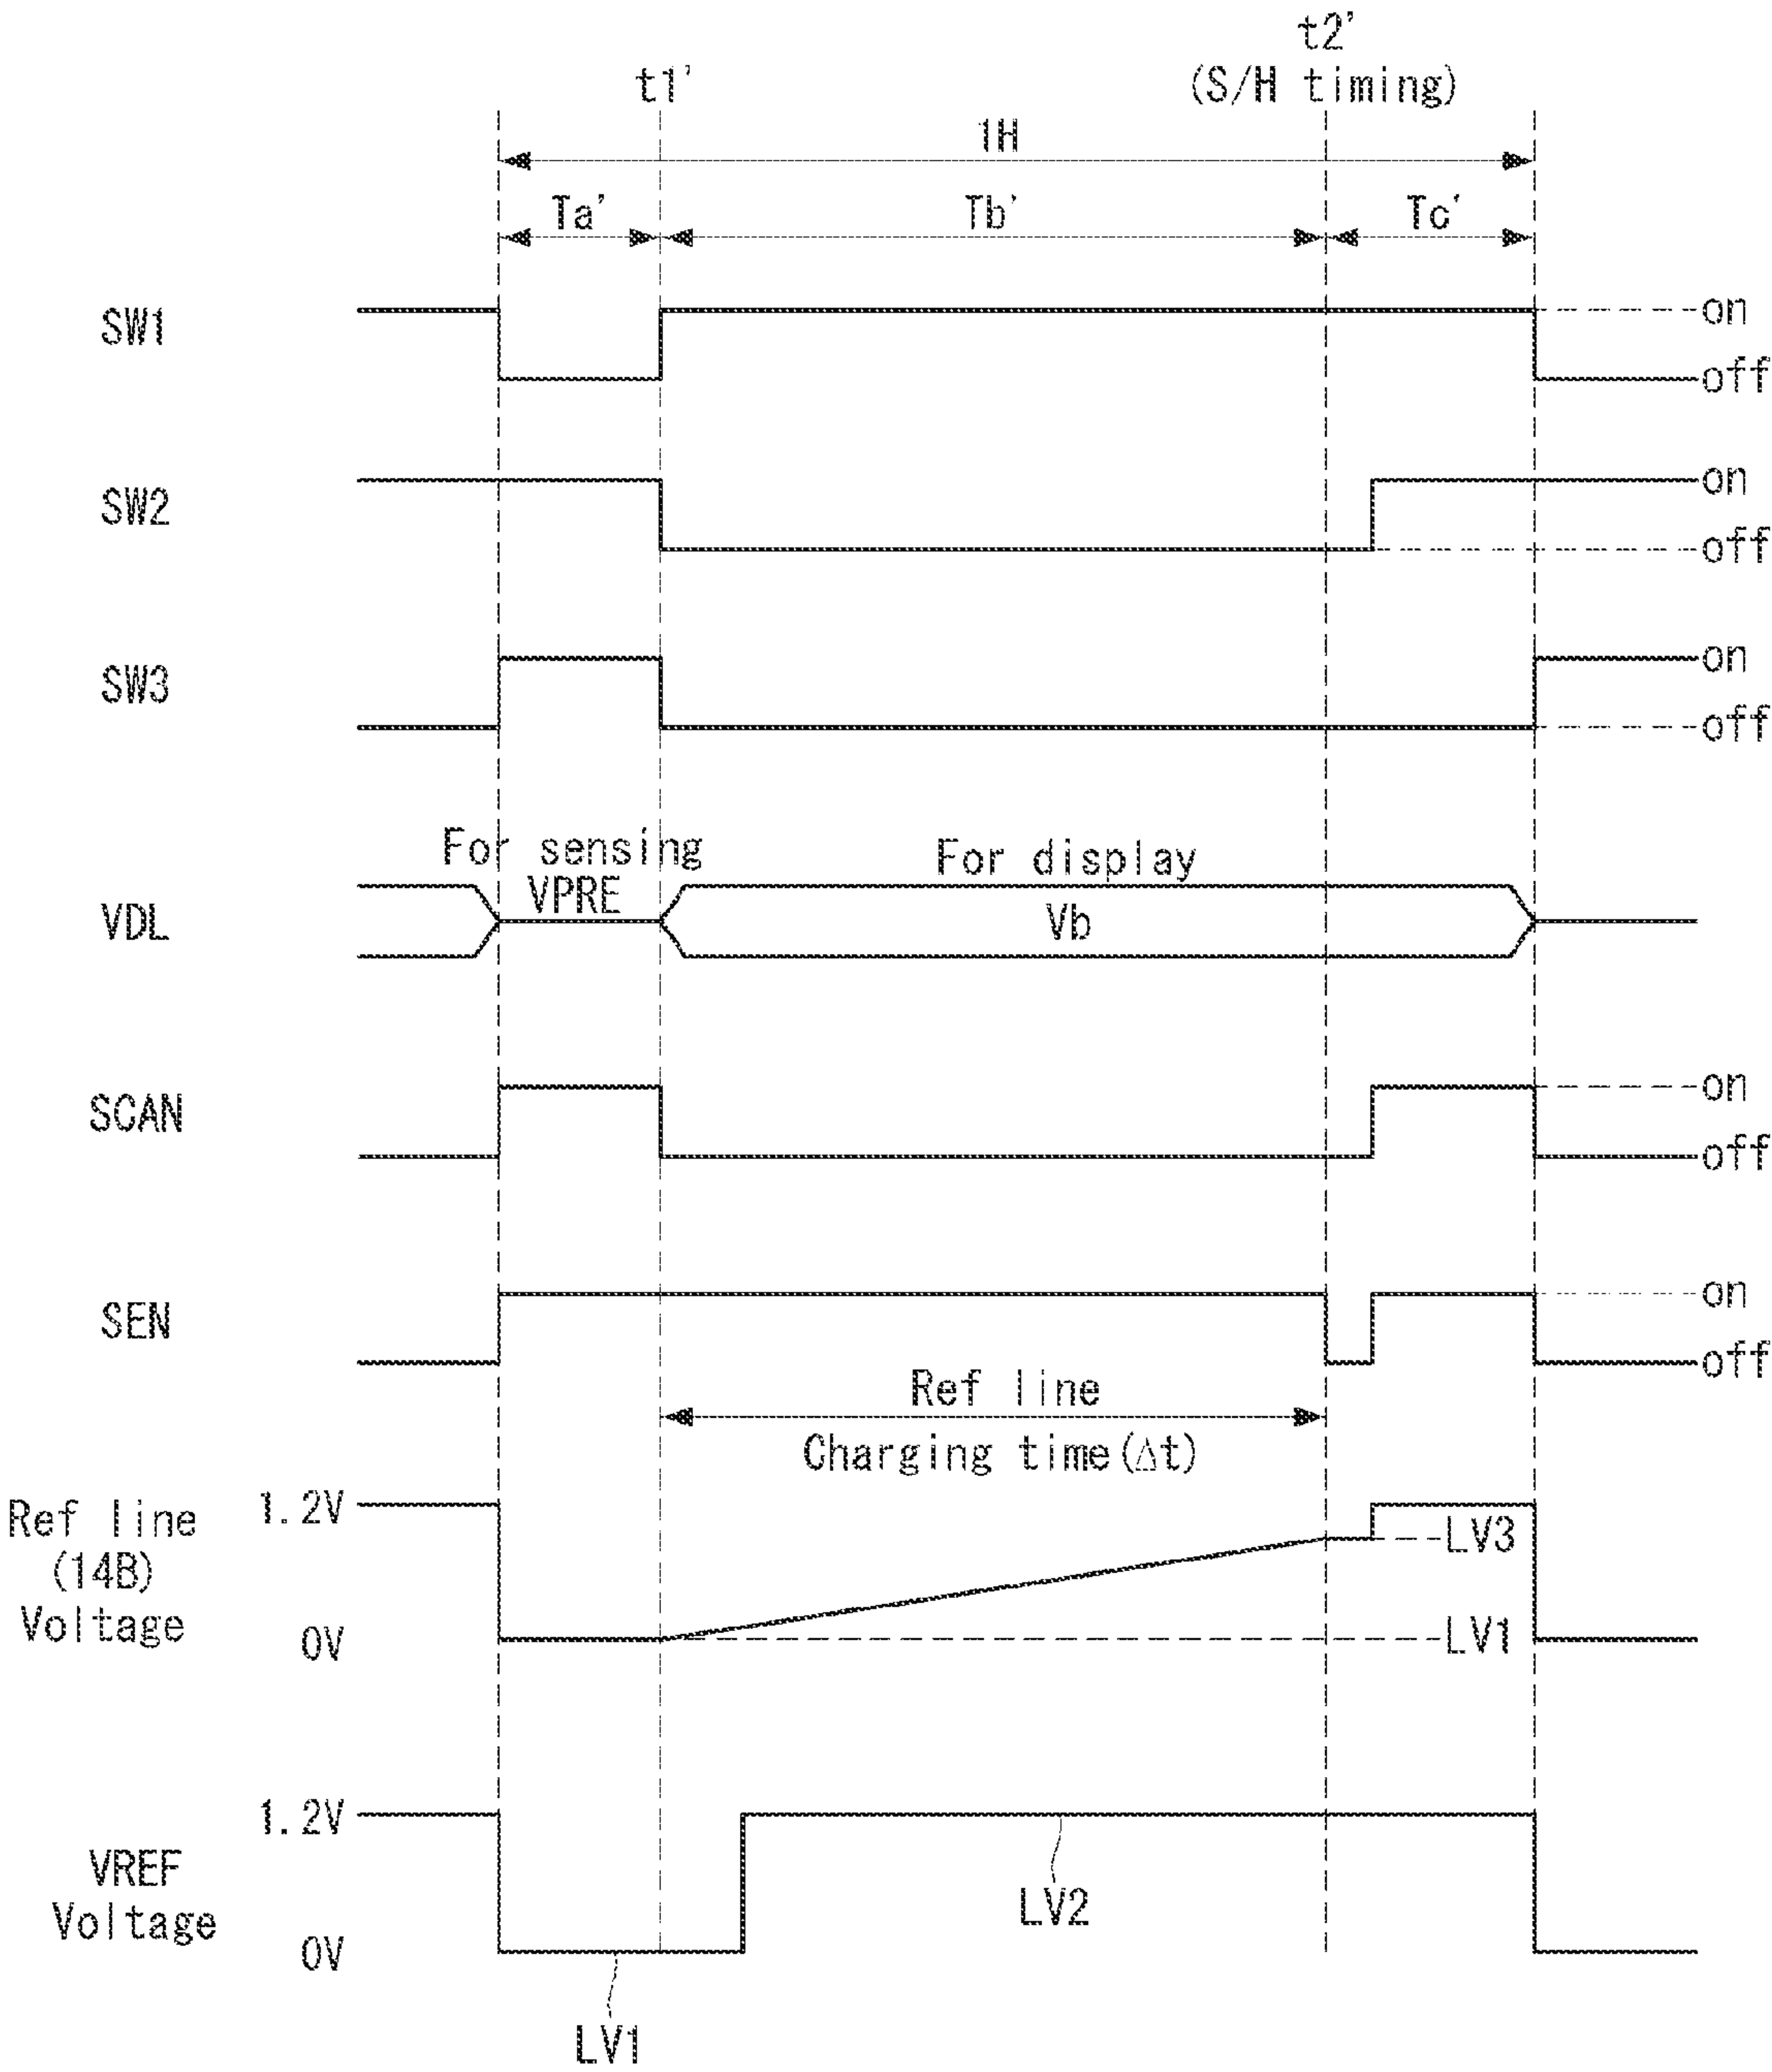 t2'
t1'
(S/H timing)
1H
Ta'
Tb'
Tc'
SW1
on
off
SW2
on
off
SW3
on
off
For sensing
VPRE
For display
VDL
Vb
SCAN
on
off
SEN
on
off
Ref line
Charging time(Δt)
Ref line
(14B)
Voltage
1.2V
0V
LV3
LV1
VREF
Voltage
1.2V
0V
LV2
LV1